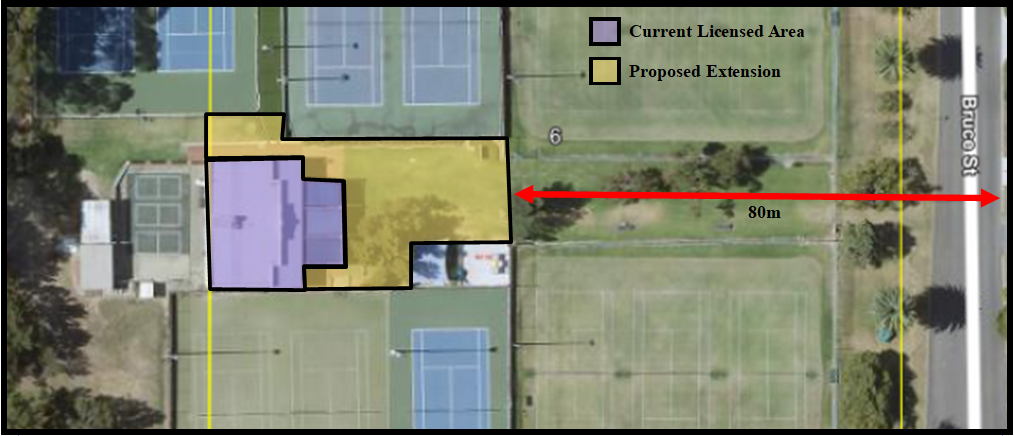 Current Licensed Area
Proposed Extension
6
Bruce St
80m